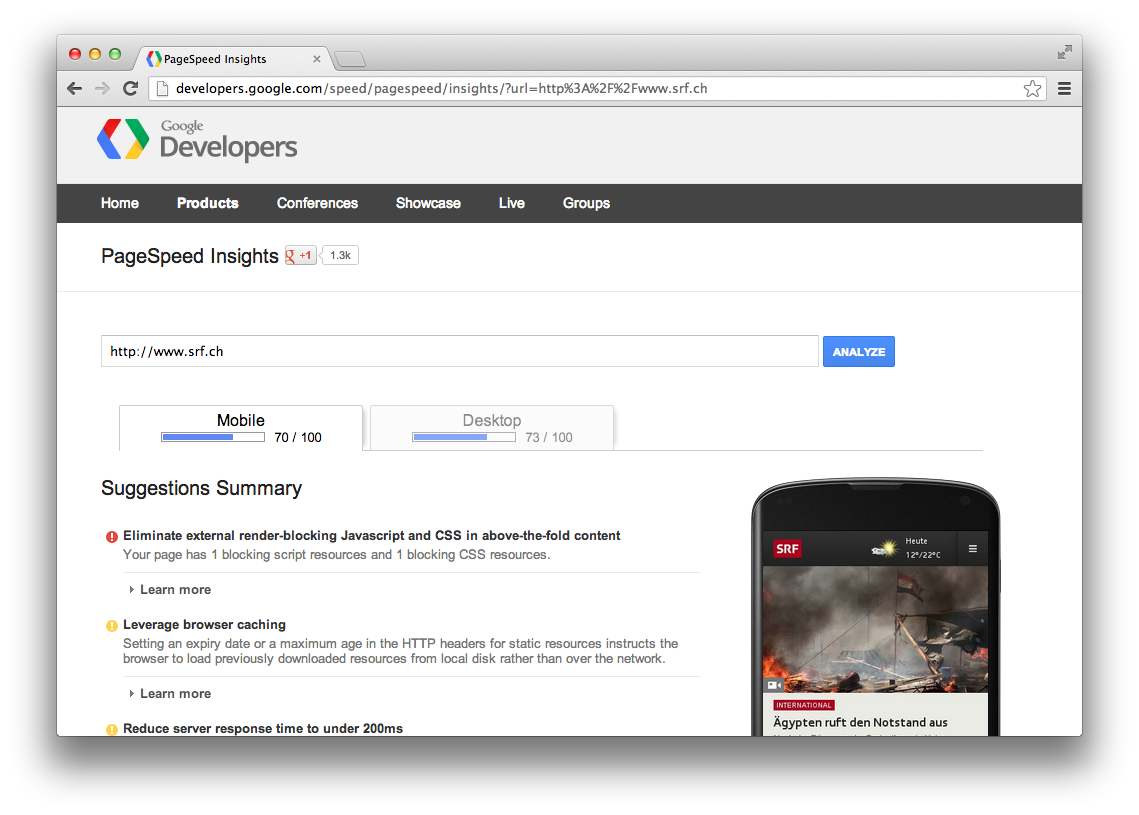 PageSpeed Insights
developers.google.com/speed/pagespeed/insights/?url=http%3A%2F%2Fwww.srf.ch
Google
Developers
Home Products Conferences Showcase Live Groups
PageSpeed Insights g +1 1.3k
http://www.srf.ch ANALYZE
Mobile
70 / 100
Desktop
73 / 100
Suggestions Summary
Eliminate external render-blocking Javascript and CSS in above-the-fold content
Your page has 1 blocking script resources and 1 blocking CSS resources.
Learn more
Leverage browser caching
Setting an expiry date or a maximum age in the HTTP headers for static resources instructs the
browser to load previously downloaded resources from local disk rather than over the network.
Learn more
Reduce server response time to under 200ms
SRF
Heute
12°/22°C
INTERNATIONAL
Ägypten ruft den Notstand aus